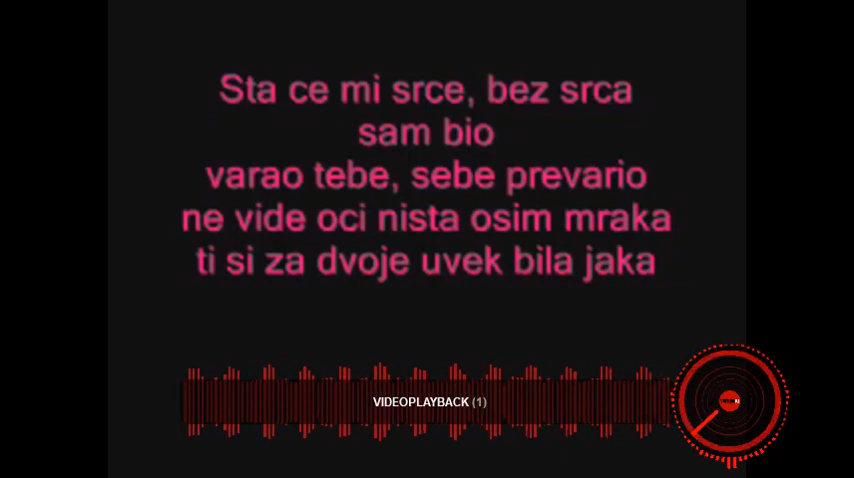 Sta ce mi srce, bez srca
sam bio
varao tebe, sebe prevario
ne vide oci nista osim mraka
ti si za dvoje uvek bila jaka
VIDEOPLAYBACK (1)